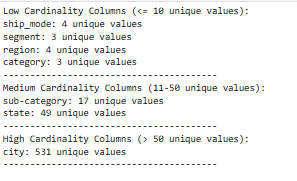 Low Cardinality Columns (<= 10 unique values):
ship_mode: 4 unique values
segment: 3 unique values
region: 4 unique values
category: 3 unique values
----------------------------------------
Medium Cardinality Columns (11-50 unique values):
sub-category: 17 unique values
state: 49 unique values
----------------------------------------
High Cardinality Columns (> 50 unique values):
city: 531 unique values
----------------------------------------